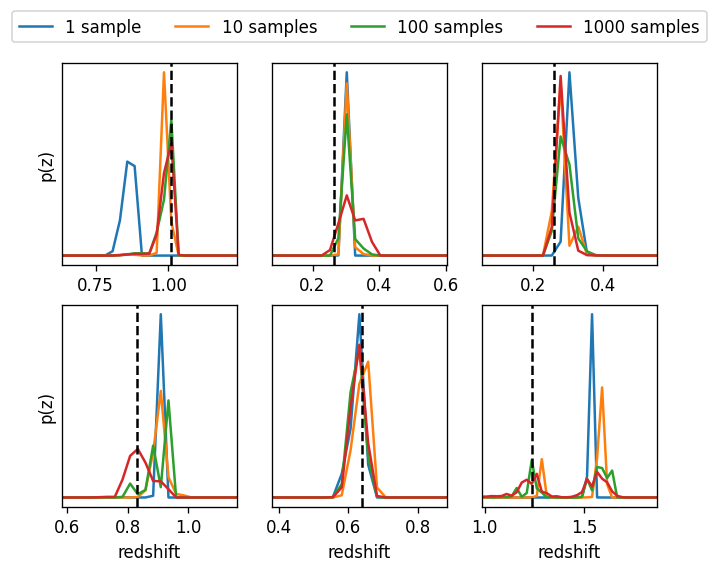 1 sample 10 samples 100 samples 1000 samples
p(z)
0.75 1.00 0.2 0.4 0.6 0.2 0.4
p(z)
0.6 0.8 1.0 0.4 0.6 0.8 1.0 1.5
redshift redshift redshift